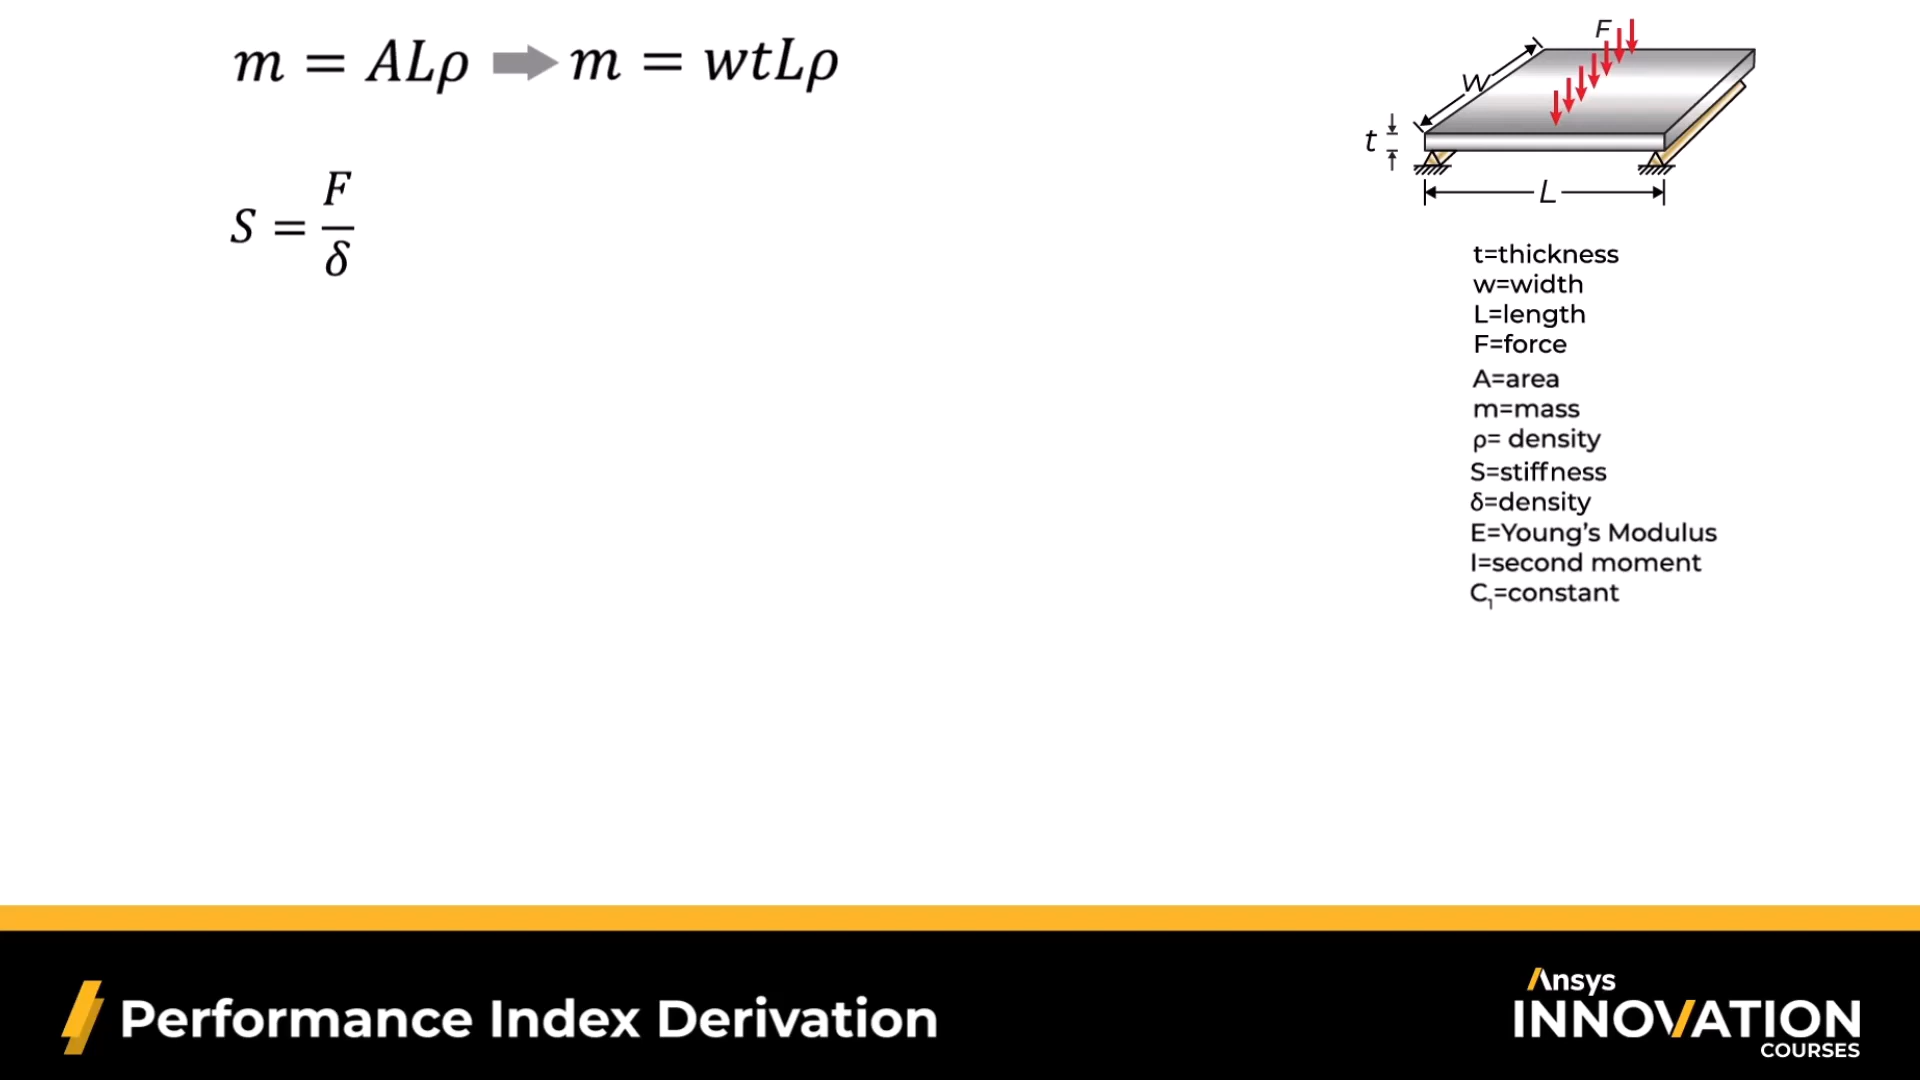 m = ALρ ➡ m = wtLρ
S = F/δ
F
w
t
L
t=thickness
w=width
L=length
F=force
A=area
m=mass
ρ= density
S=stiffness
δ=density
E=Young's Modulus
I=second moment
C₁=constant
Performance Index Derivation
Ansys
INNOVATION
COURSES